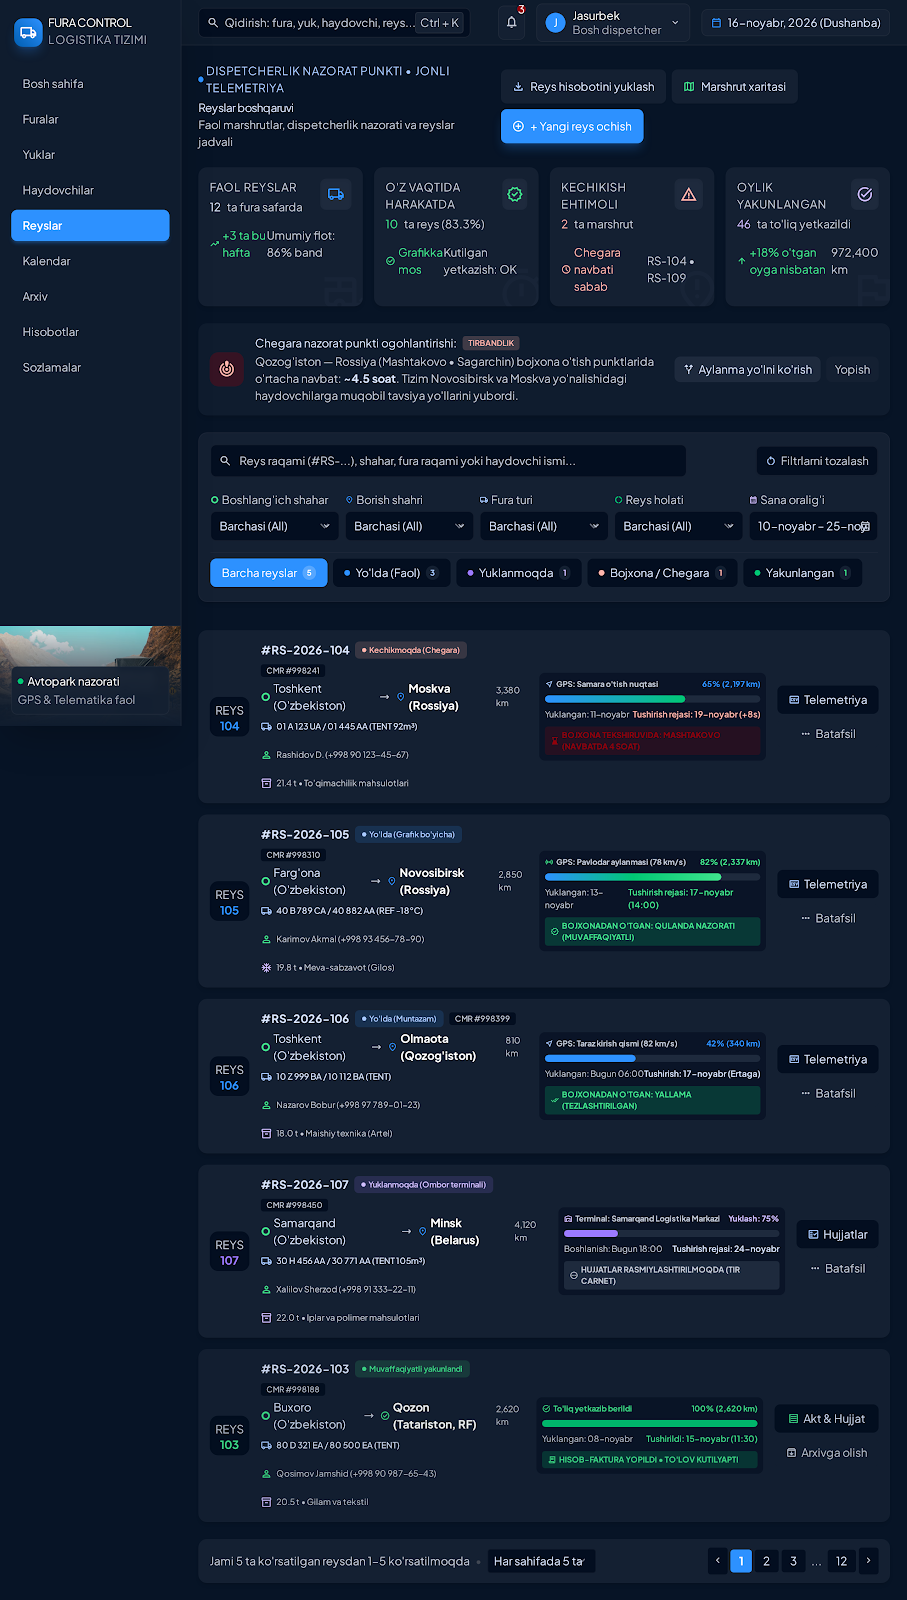 FURA CONTROL
LOGISTIKA TIZIMI
Bosh sahifa
Furalar
Yuklar
Haydovchilar
Reyslar
Kalendar
Arxiv
Hisobotlar
Sozlamalar
Avtopark nazorati
GPS & Telematika faol
Qidirish: fura, yuk, haydovchi, reys... Ctrl + K
3
J
Jasurbek
Bosh dispetcher
16-noyabr, 2026 (Dushanba)
DISPETCHERLIK NAZORAT PUNKTI • JONLI
TELEMETRIYA
Reyslar boshqaruvi
Faol marshrutlar, dispetcherlik nazorati va reyslar
jadvali
Reys hisobotini yuklash
Marshrut xaritasi
+ Yangi reys ochish
FAOL REYSLAR
12 ta fura safarda
+3 ta bu
hafta
Umumiy flot:
86% band
O'Z VAQTIDA
HARAKATDA
10 ta reys (83.3%)
Grafikka
mos
Kutilgan
yetkazish: OK
KECHIKISH
EHTIMOLI
2 ta marshrut
Chegara
navbati
sabab
RS-104 •
RS-109
OYLIK
YAKUNLANGAN
46 ta to'liq yetkazildi
+18% o'tgan
oyga nisbatan
972,400
km
Chegara nazorat punkti ogohlantirishi: TIRBANDLIK
Qozog'iston — Rossiya (Mashtakovo • Sagarchin) bojxona o'tish punktlarida
o'rtacha navbat: ~4.5 soat. Tizim Novosibirsk va Moskva yo'nalishidagi
haydovchilarga muqobil tavsiya yo'llarini yubordi.
Aylanma yo'lni ko'rish
Yopish
Reys raqami (#RS-...), shahar, fura raqami yoki haydovchi ismi...
Filtrlarni tozalash
Boshlang'ich shahar
Borish shahri
Fura turi
Reys holati
Sana oralig'i
Barchasi (All)
Barchasi (All)
Barchasi (All)
Barchasi (All)
10-noyabr - 25-noy
Barcha reyslar 5
Yo'lda (Faol) 3
Yuklanmoqda 1
Bojxona / Chegara 1
Yakunlangan 1
REYS
104
#RS-2026-104 Kechikmoqda (Chegara)
CMR #998241
Toshkent
(O'zbekiston)
→
Moskva
(Rossiya)
3,380
km
01 A 123 UA / 01 445 AA (TENT 92m³)
Rashidov D. (+998 90 123-45-67)
21.4 t • To'qimachilik mahsulotlari
GPS: Samara o'tish nuqtasi 65% (2,197 km)
Yuklangan: 11-noyabr Tushirish rejasi: 19-noyabr (+8s)
BOJXONA TEKSHIRUVIDA: MASHTAKOVO
(NAVBATDA 4 SOAT)
Telemetriya
Batafsil
REYS
105
#RS-2026-105 Yo'lda (Grafik bo'yicha)
CMR #998310
Farg'ona
(O'zbekiston)
→
Novosibirsk
(Rossiya)
2,850
km
40 B 789 CA / 40 882 AA (REF -18°C)
Karimov Akmal (+998 93 456-78-90)
19.8 t • Meva-sabzavot (Gilos)
GPS: Pavlodar aylanmasi (78 km/s) 82% (2,337 km)
Yuklangan: 13-
noyabr
Tushirish rejasi: 17-noyabr
(14:00)
BOJXONADAN O'TGAN: QULANDA NAZORATI
(MUVAFFAQIYATLI)
Telemetriya
Batafsil
REYS
106
#RS-2026-106 Yo'lda (Muntazam) CMR #998399
Toshkent
(O'zbekiston)
→
Olmaota
(Qozog'iston)
810
km
10 Z 999 BA / 10 112 BA (TENT)
Nazarov Bobur (+998 97 789-01-23)
18.0 t • Maishiy texnika (Artel)
GPS: Taraz kirish qismi (82 km/s) 42% (340 km)
Yuklangan: Bugun 06:00 Tushirish: 17-noyabr (Ertaga)
BOJXONADAN O'TGAN: YALLAMA
(TEZLASHTIRILGAN)
Telemetriya
Batafsil
REYS
107
#RS-2026-107 Yuklanmoqda (Ombor terminali)
CMR #998450
Samarqand
(O'zbekiston)
→
Minsk
(Belarus)
4,120
km
30 H 456 AA / 30 771 AA (TENT 105m³)
Xalilov Sherzod (+998 91 333-22-11)
22.0 t • Iplar va polimer mahsulotlari
Terminal: Samarqand Logistika Markazi Yuklash: 75%
Boshlanish: Bugun 18:00 Tushirish rejasi: 24-noyabr
HUJJATLAR RASMIYLASHTIRILMOQDA (TIR
CARNET)
Hujjatlar
Batafsil
REYS
103
#RS-2026-103 Muvaffaqiyatli yakunlandi
CMR #998188
Buxoro
(O'zbekiston)
→
Qozon
(Tatariston, RF)
2,620
km
80 D 321 EA / 80 500 EA (TENT)
Qosimov Jamshid (+998 90 987-65-43)
20.5 t • Gilam va tekstil
To'liq yetkazib berildi 100% (2,620 km)
Yuklangan: 08-noyabr Tushirildi: 15-noyabr (11:30)
HISOB-FAKTURA YOPILDI • TO'LOV KUTILYAPTI
Akt & Hujjat
Arxivga olish
Jami 5 ta ko'rsatilgan reysdan 1-5 ko'rsatilmoqda • Har sahifada 5 ta
‹ 1 2 3 ... 12 ›